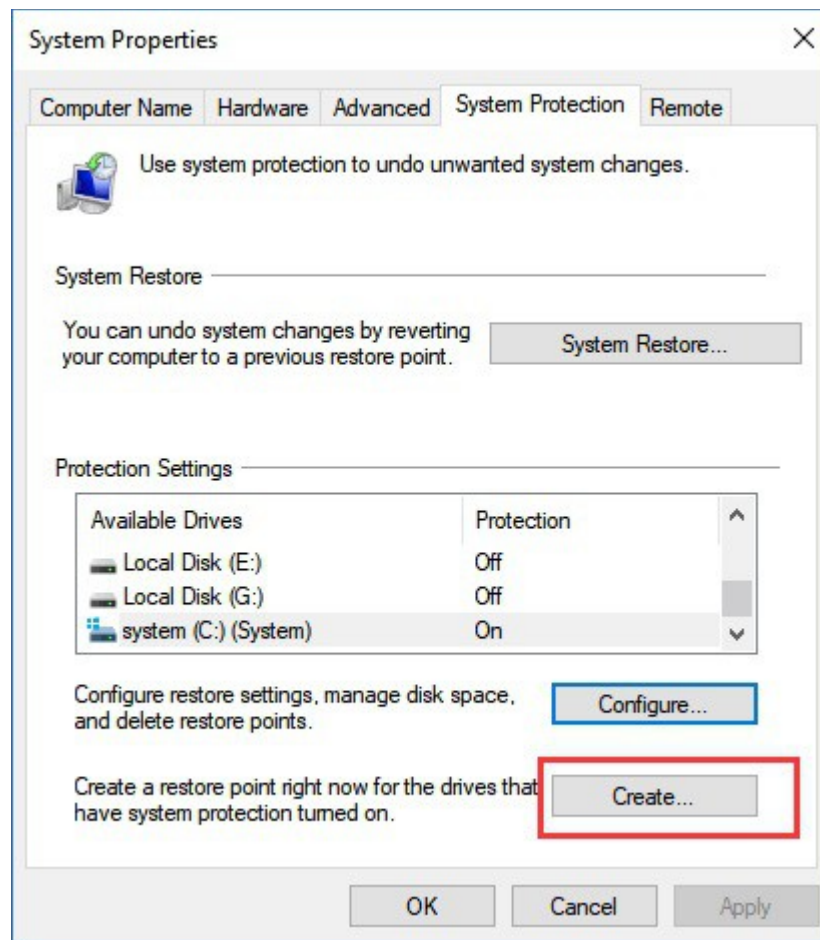 System Properties
Computer Name Hardware Advanced System Protection Remote
Use system protection to undo unwanted system changes.
System Restore
You can undo system changes by reverting
your computer to a previous restore point.
System Restore...
Protection Settings
Available Drives Protection
Local Disk (E:) Off
Local Disk (G:) Off
system (C:) (System) On
Configure restore settings, manage disk space,
and delete restore points.
Configure...
Create a restore point right now for the drives that
have system protection turned on.
Create...
OK Cancel Apply